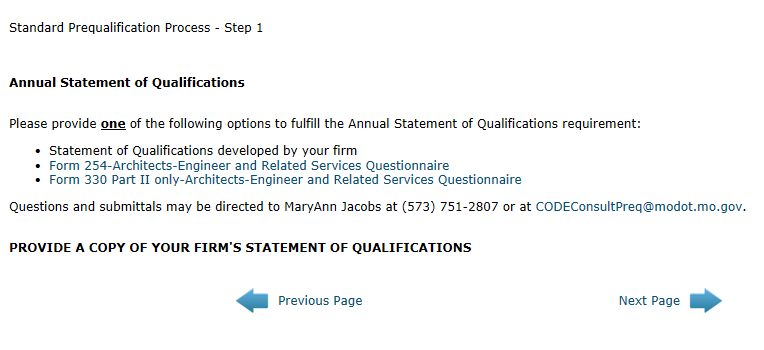 Standard Prequalification Process - Step 1
Annual Statement of Qualifications
Please provide one of the following options to fulfill the Annual Statement of Qualifications requirement:
• Statement of Qualifications developed by your firm
• Form 254-Architects-Engineer and Related Services Questionnaire
• Form 330 Part II only-Architects-Engineer and Related Services Questionnaire
Questions and submittals may be directed to MaryAnn Jacobs at (573) 751-2807 or at CODEConsultPreq@modot.mo.gov.
PROVIDE A COPY OF YOUR FIRM'S STATEMENT OF QUALIFICATIONS
Previous Page Next Page